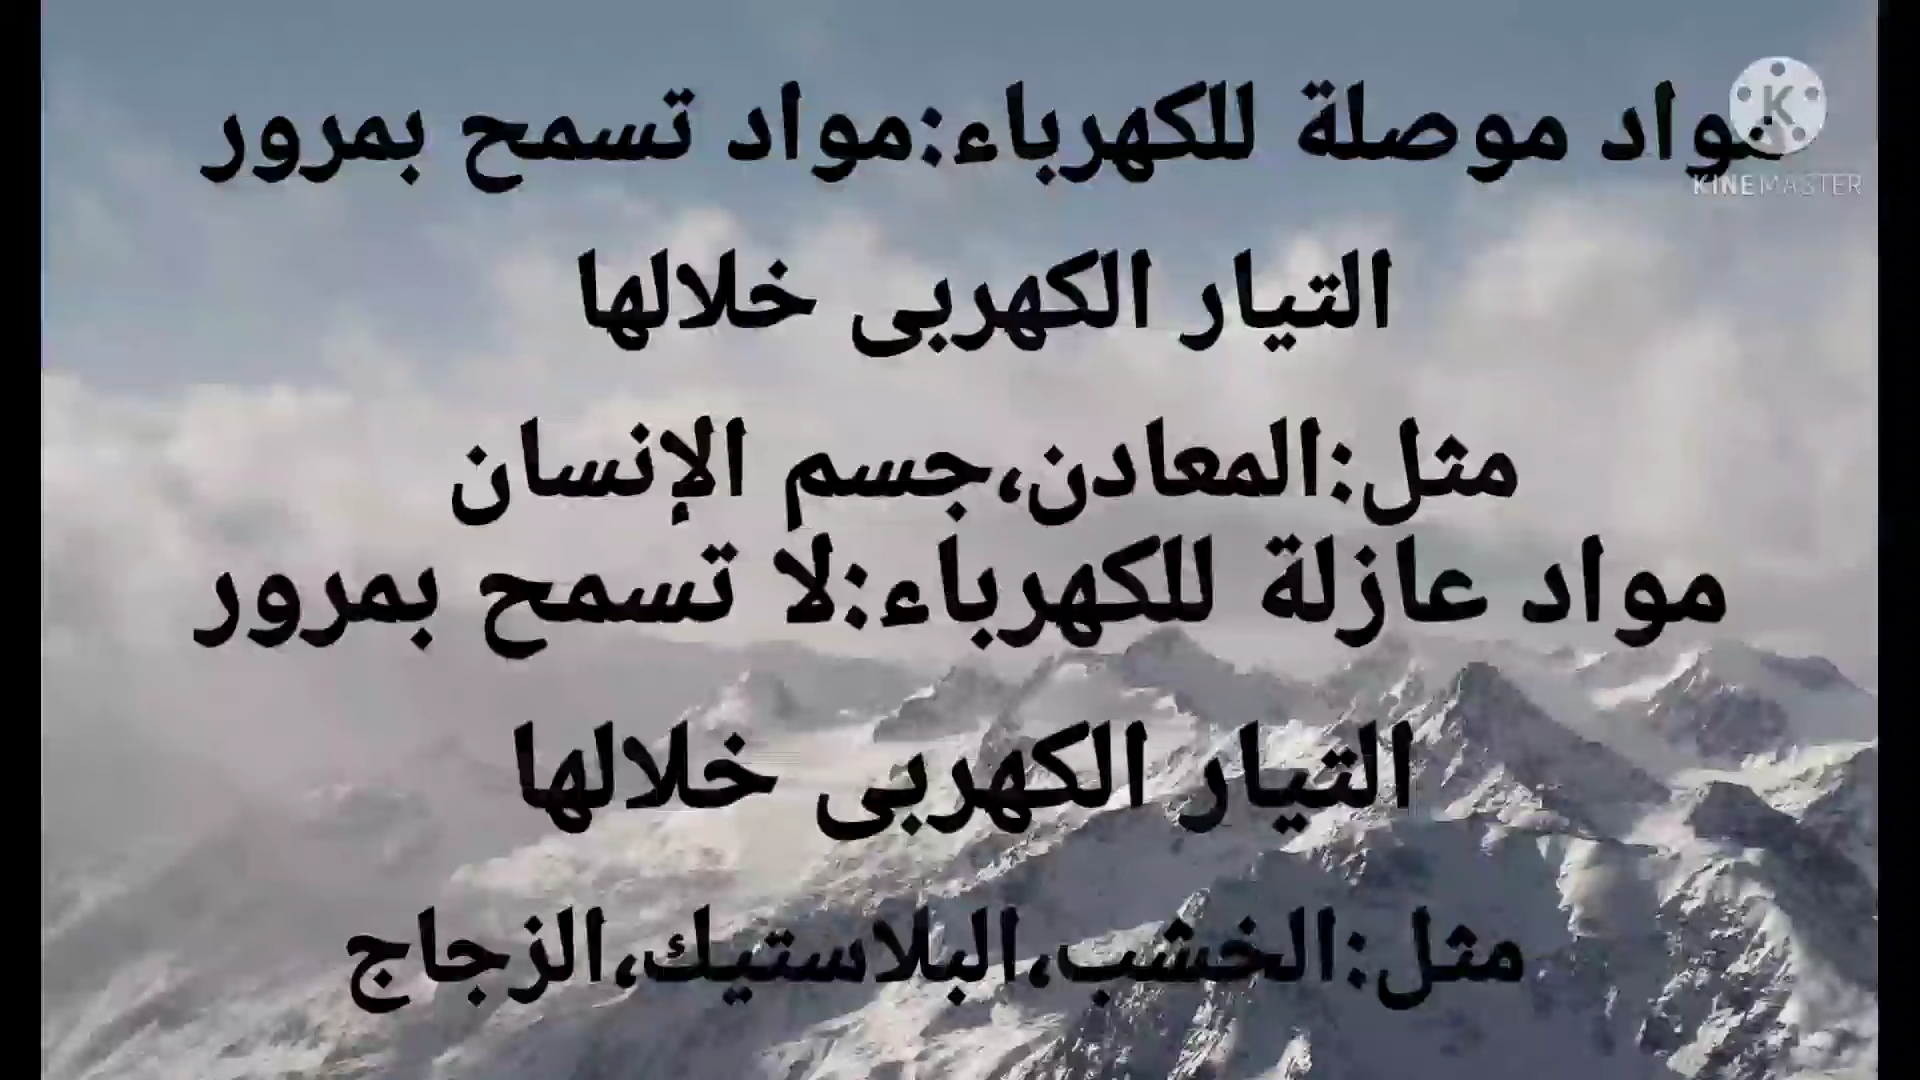 مواد موصلة للكهرباء:مواد تسمح بمرور
التيار الكهربى خلالها
مثل:المعادن،جسم الإنسان
مواد عازلة للكهرباء:لا تسمح بمرور
التيار الكهربى خلالها
مثل:الخشب،البلاستيك،الزجاج
K
KINEMASTER